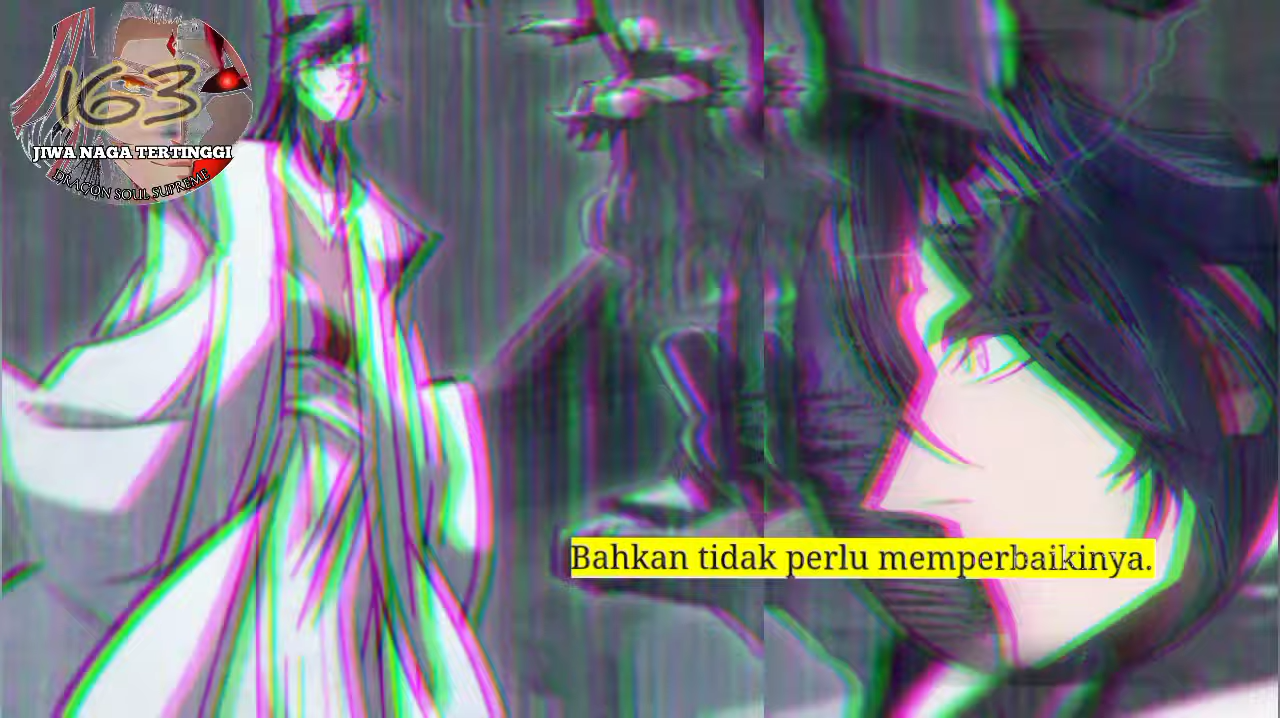 163
JIWA NAGA TERTINGGI
DRAGON SOUL SUPREME
Bahkan tidak perlu memperbaikinya.